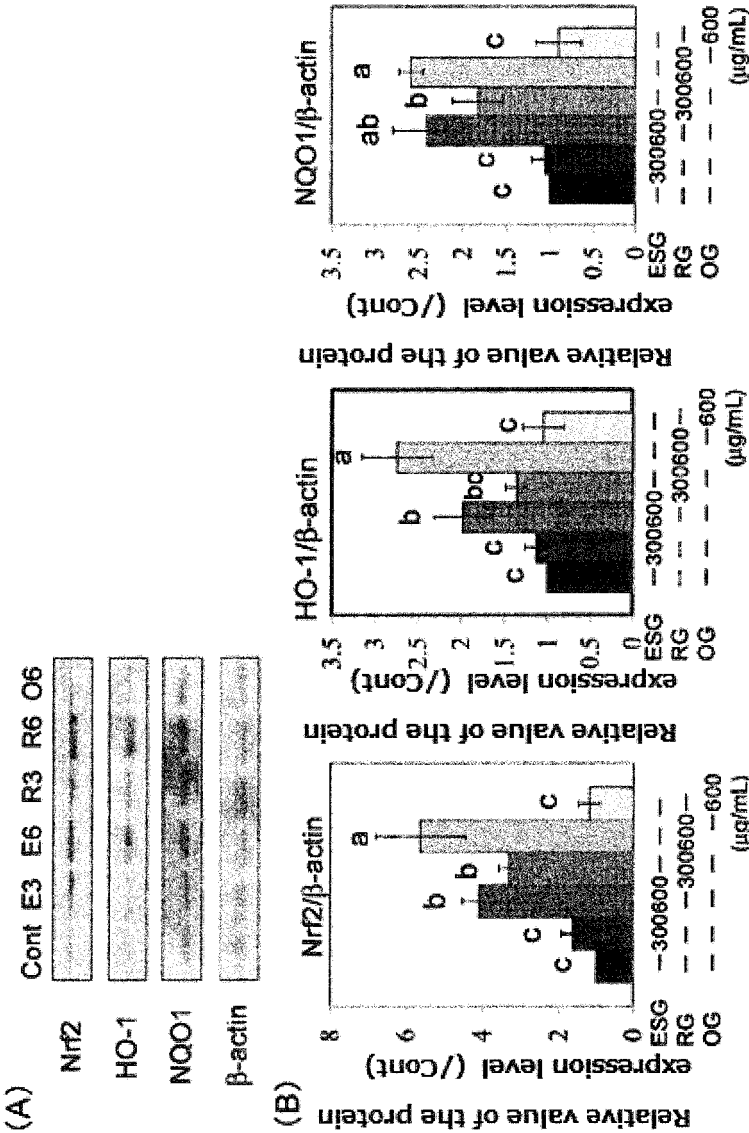 (A)
Cont E3 E6 R3 R6 O6
Nrf2
HO-1
NQO1
β-actin
(B)
Nrf2/β-actin
Relative value of the protein
expression level (/Cont)
8
6
4
2
0
c
c
b
b
a
c
ESG — 300 600 — — —
RG — — — 300 600 —
OG — — — — — 600
(μg/mL)
HO-1/β-actin
Relative value of the protein
expression level (/Cont)
3.5
3
2.5
2
1.5
1
0.5
0
c
c
b
bc
a
c
ESG — 300 600 — — —
RG — — — 300 600 —
OG — — — — — 600
(μg/mL)
NQO1/β-actin
Relative value of the protein
expression level (/Cont)
3.5
3
2.5
2
1.5
1
0.5
0
c
c
ab
b
a
c
ESG — 300 600 — — —
RG — — — 300 600 —
OG — — — — — 600
(μg/mL)